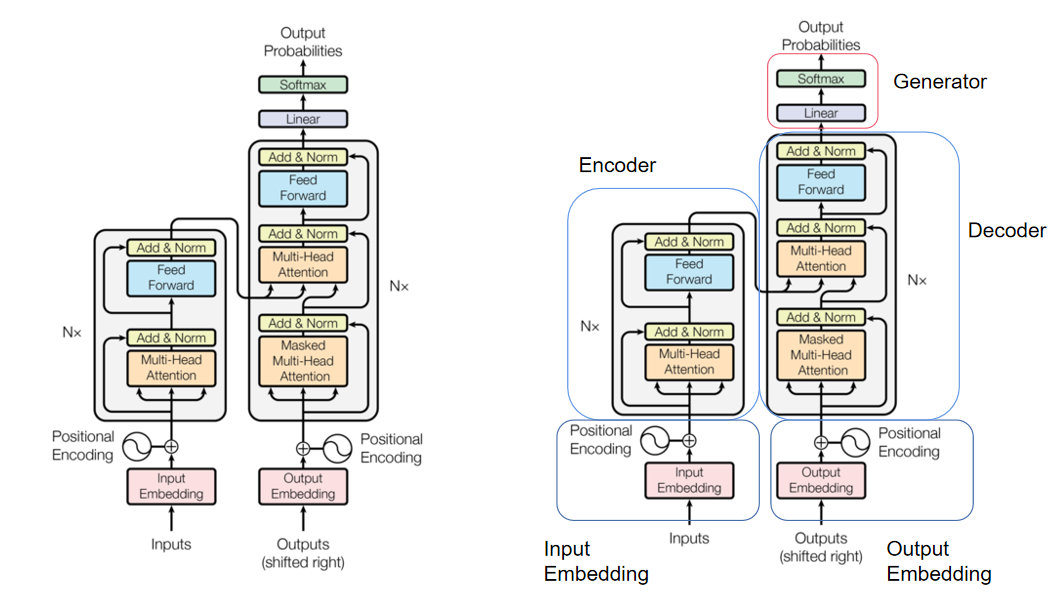 Output
Probabilities
Softmax
Linear
Add & Norm
Feed
Forward
Add & Norm
Multi-Head
Attention
Add & Norm
Masked
Multi-Head
Attention
N×
Add & Norm
Feed
Forward
Add & Norm
Multi-Head
Attention
N×
Positional
Encoding
Positional
Encoding
Input
Embedding
Output
Embedding
Inputs
Outputs
(shifted right)
Output
Probabilities
Softmax
Linear
Generator
Encoder
Decoder
Add & Norm
Feed
Forward
Add & Norm
Multi-Head
Attention
Add & Norm
Masked
Multi-Head
Attention
N×
Add & Norm
Feed
Forward
Add & Norm
Multi-Head
Attention
N×
Positional
Encoding
Positional
Encoding
Input
Embedding
Output
Embedding
Inputs
Outputs
(shifted right)
Input
Embedding
Output
Embedding